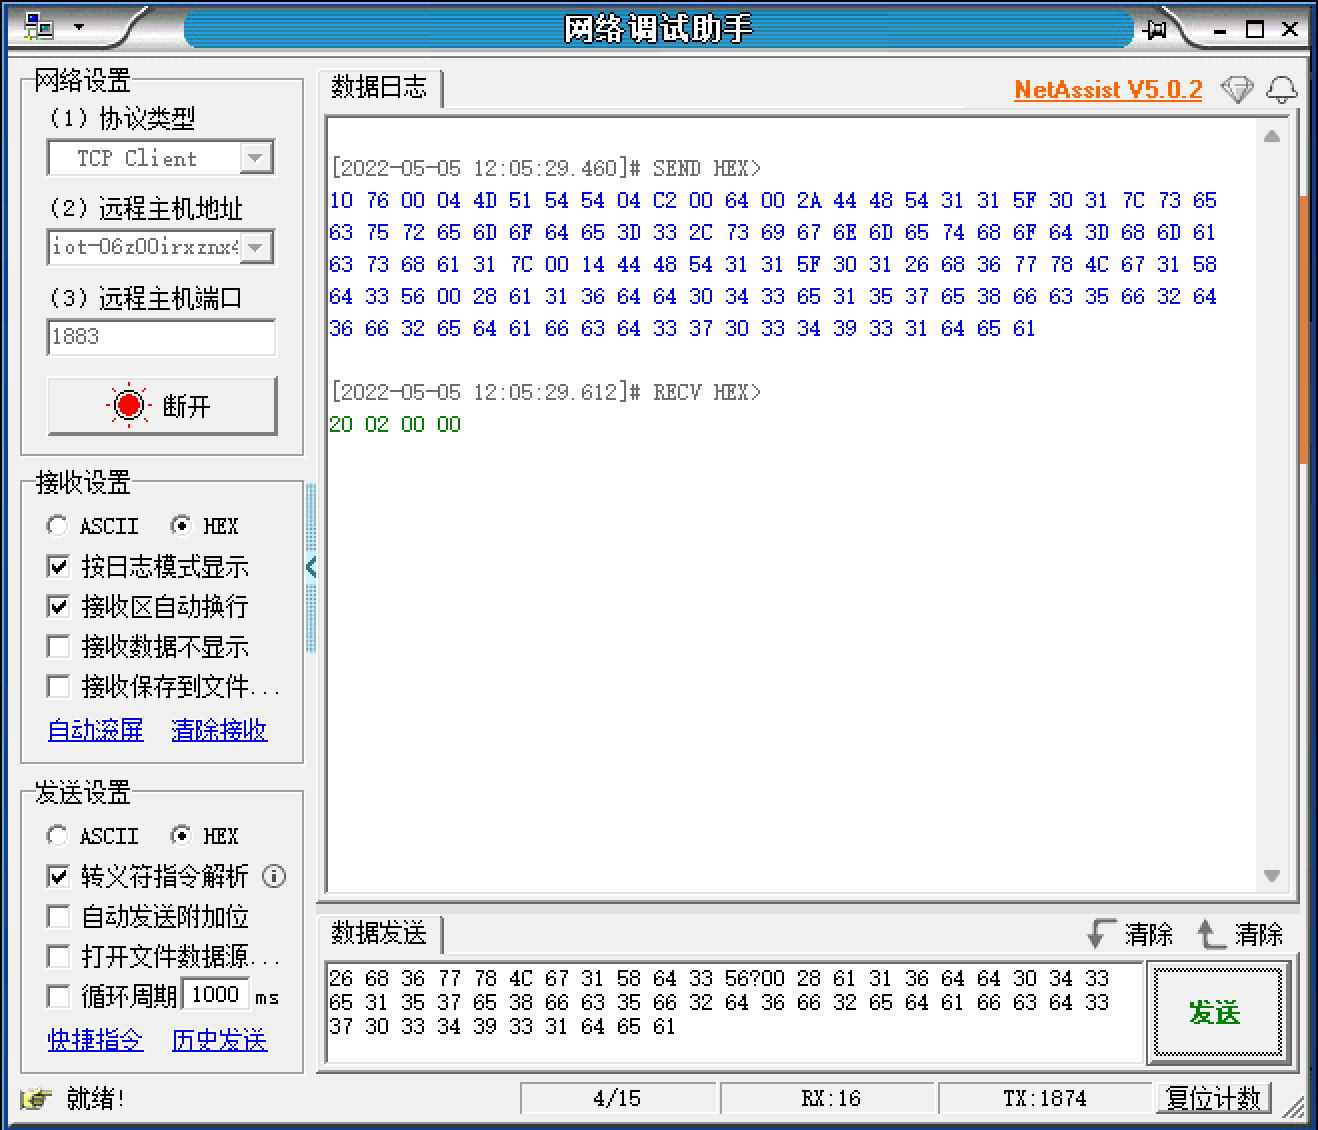 网络调试助手
网络设置
(1) 协议类型
TCP Client
(2) 远程主机地址
iot-06z00irxznx4
(3) 远程主机端口
1883
断开
接收设置
ASCII HEX
按日志模式显示
接收区自动换行
接收数据不显示
接收保存到文件...
自动滚屏 清除接收
发送设置
ASCII HEX
转义符指令解析
自动发送附加位
打开文件数据源...
循环周期 1000 ms
快捷指令 历史发送
数据日志
NetAssist V5.0.2
[2022-05-05 12:05:29.460]# SEND HEX>
10 76 00 04 4D 51 54 54 04 C2 00 64 00 2A 44 48 54 31 31 5F 30 31 7C 73 65
63 75 72 65 6D 6F 64 65 3D 33 2C 73 69 67 6E 6D 65 74 68 6F 64 3D 68 6D 61
63 73 68 61 31 7C 00 14 44 48 54 31 31 5F 30 31 26 68 36 77 78 4C 67 31 58
64 33 56 00 28 61 31 36 64 64 30 34 33 65 31 35 37 65 38 66 63 35 66 32 64
36 66 32 65 64 61 66 63 64 33 37 30 33 34 39 33 31 64 65 61
[2022-05-05 12:05:29.612]# RECV HEX>
20 02 00 00
数据发送
清除 清除
26 68 36 77 78 4C 67 31 58 64 33 56?00 28 61 31 36 64 64 30 34 33
65 31 35 37 65 38 66 63 35 66 32 64 36 66 32 65 64 61 66 63 64 33
37 30 33 34 39 33 31 64 65 61
发送
就绪! 4/15 RX:16 TX:1874 复位计数